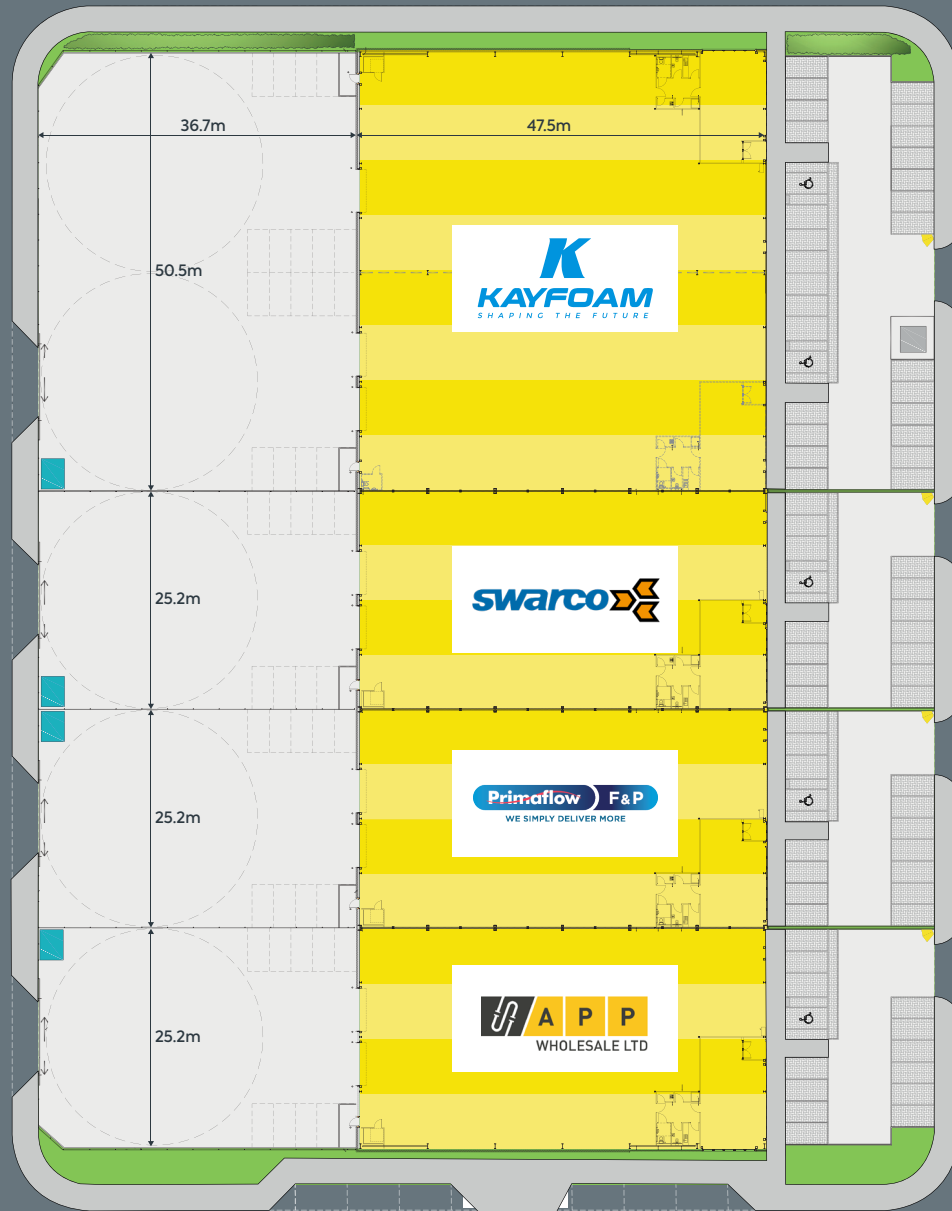 36.7m
47.5m
50.5m
KAYFOAM
SHAPING THE FUTURE
25.2m
swarco
25.2m
Primaflow F&P
WE SIMPLY DELIVER MORE
25.2m
APP
WHOLESALE LTD